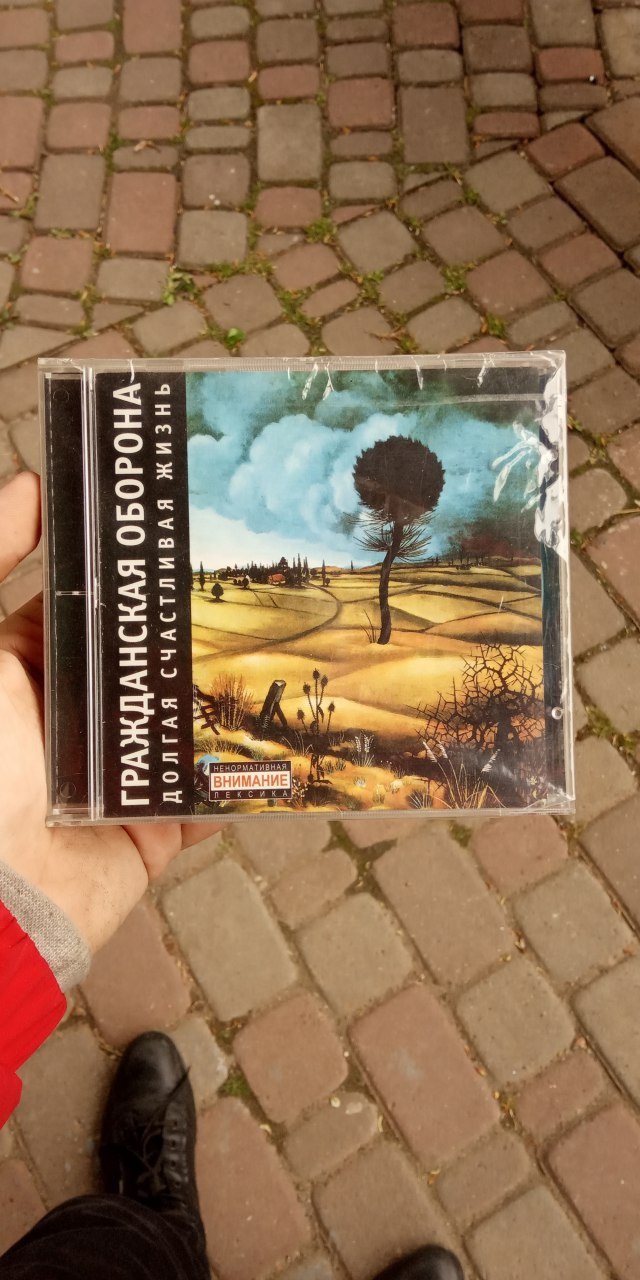 ГРАЖДАНСКАЯ ОБОРОНА
ДОЛГАЯ СЧАСТЛИВАЯ ЖИЗНЬ
НЕНОРМАТИВНАЯ
ВНИМАНИЕ
ЛЕКСИКА